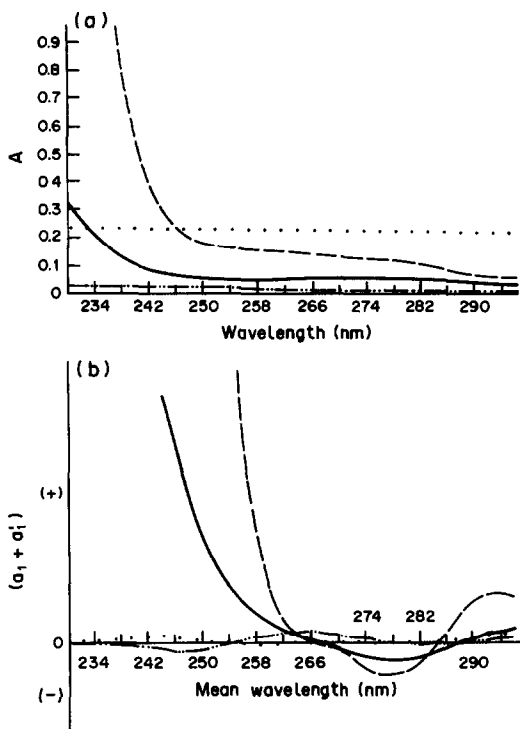 (a)
0.9
0.8
0.7
0.6
0.5
0.4
0.3
0.2
0.1
0
A
234 242 250 258 266 274 282 290
Wavelength (nm)
(b)
(+)
0
(-)
(a₁ + a₁')
274 282
234 242 250 258 266 290
Mean wavelength (nm)